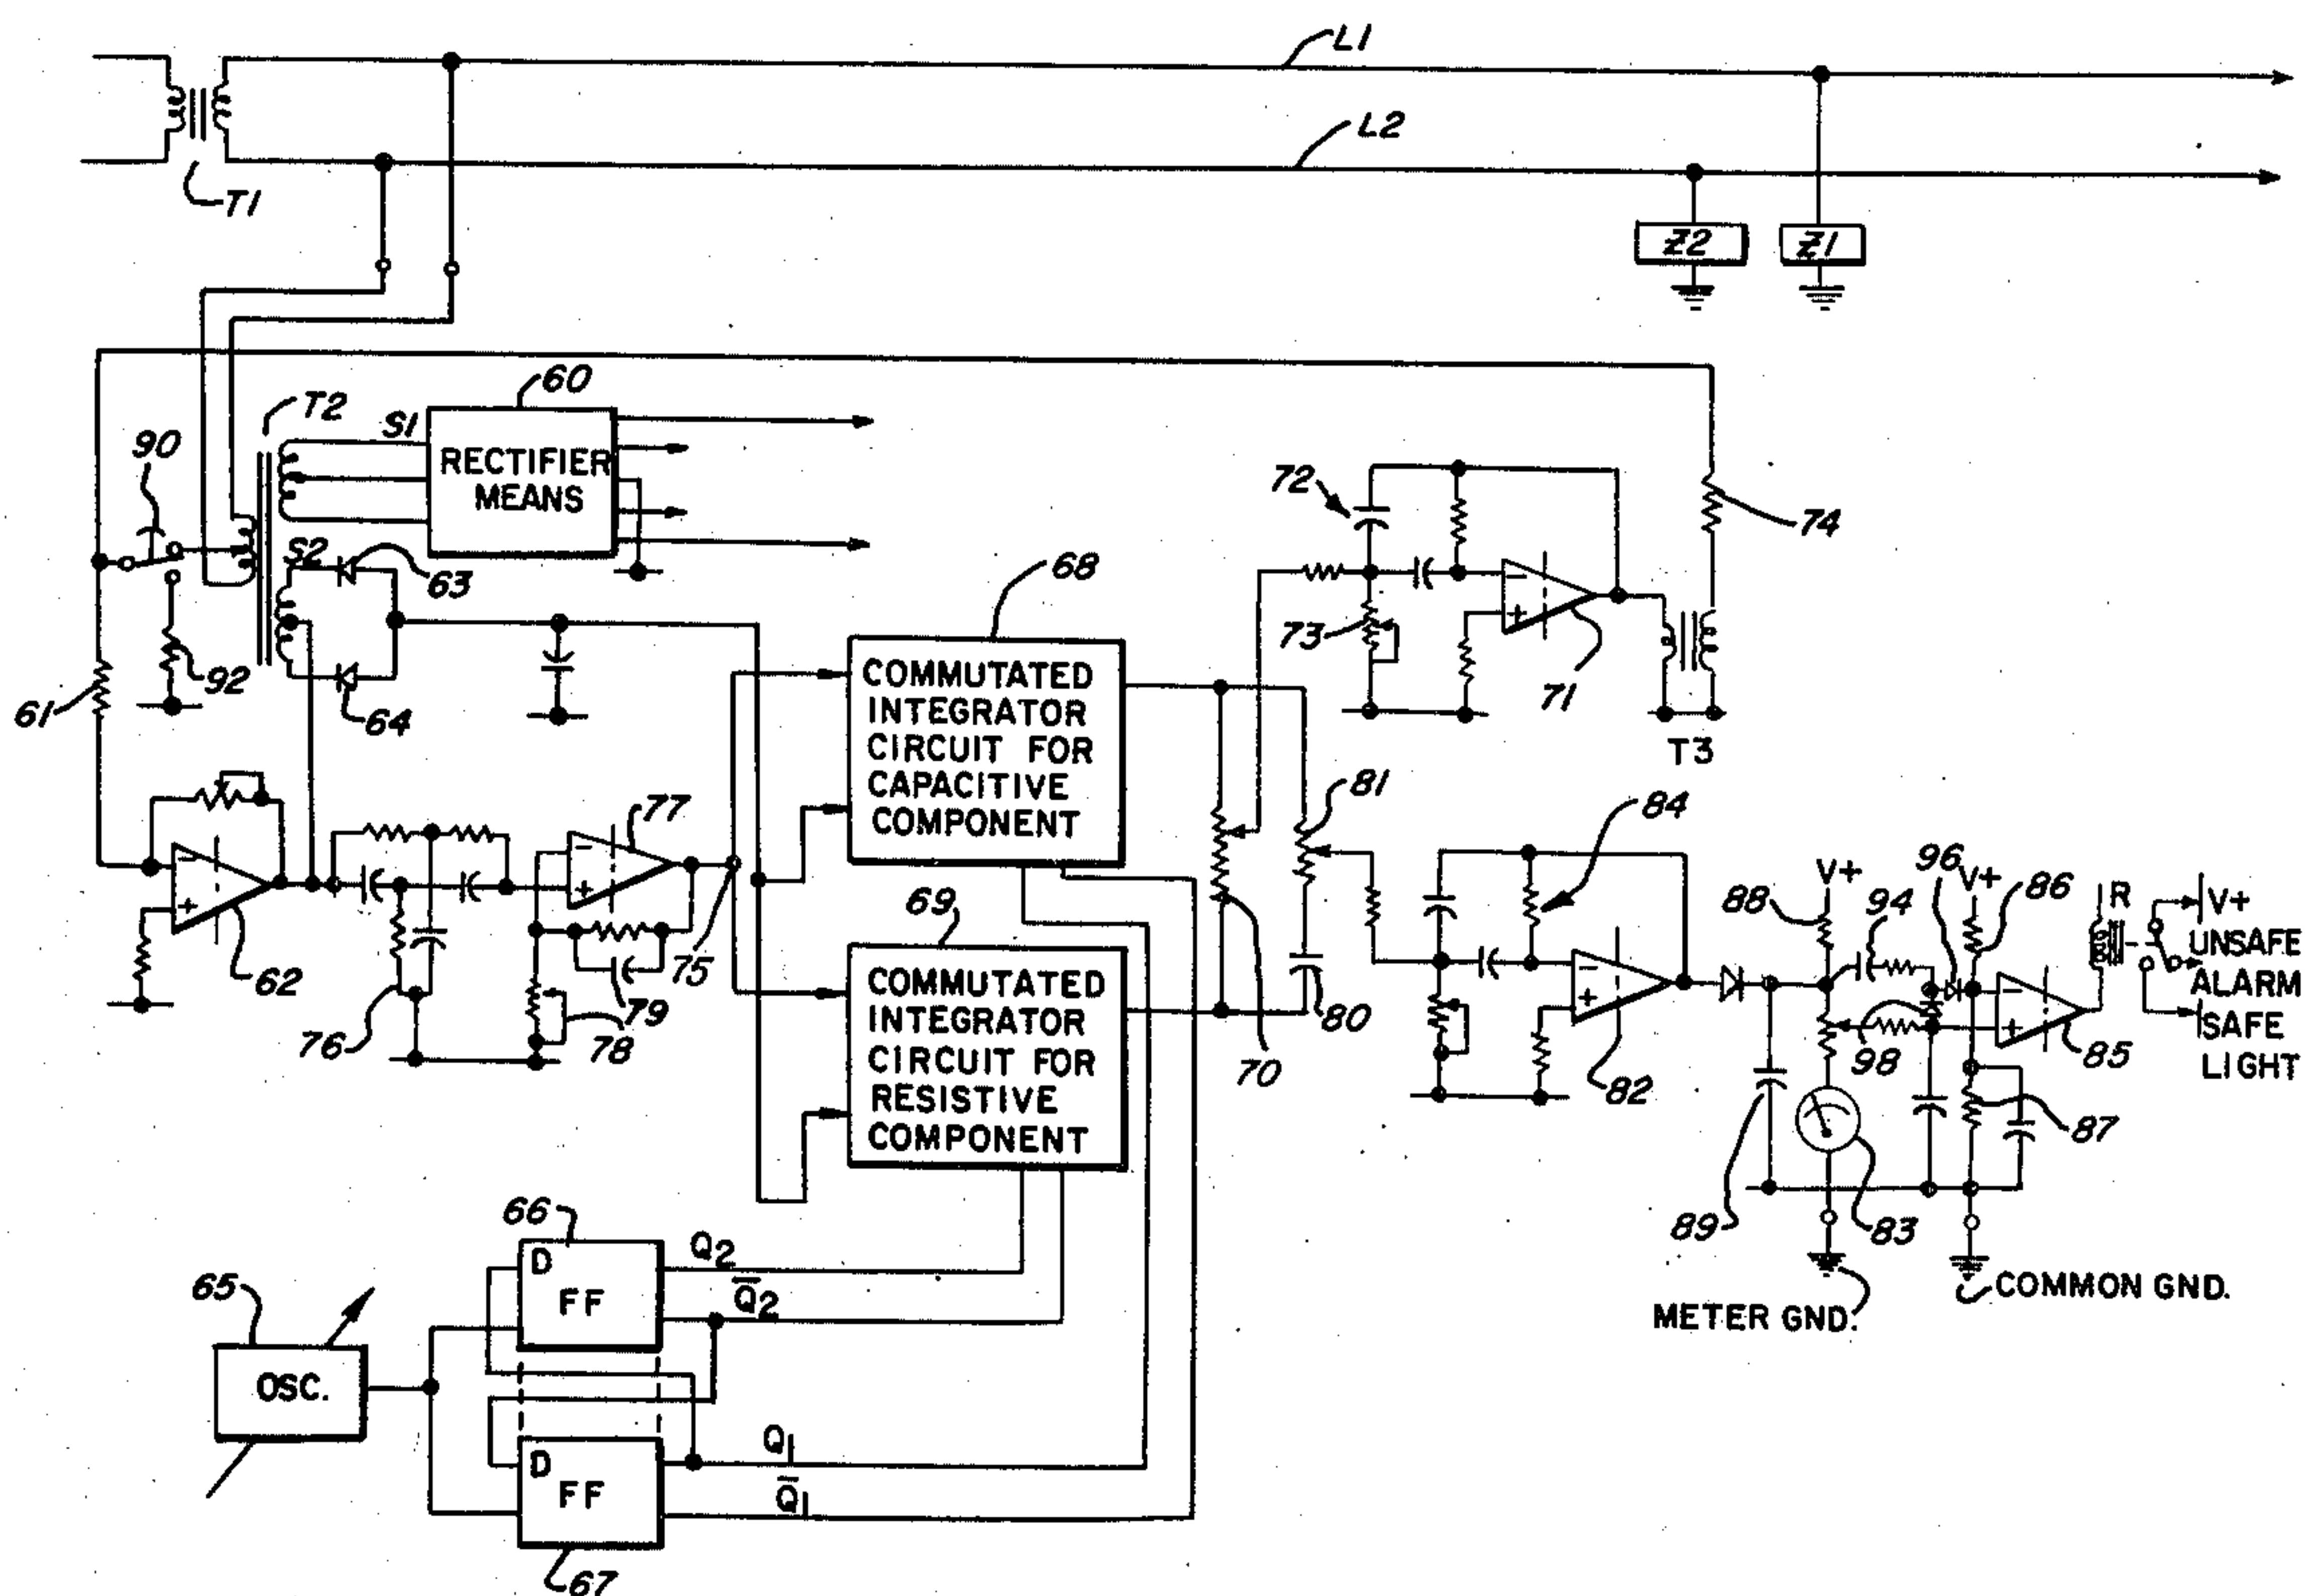 L1
L2
T1
Z2
Z1
T2
S1
60
RECTIFIER
MEANS
90
S2
63
92
64
61
72
73
71
74
T3
68
COMMUTATED
INTEGRATOR
CIRCUIT FOR
CAPACITIVE
COMPONENT
81
84
77
62
76
79
78
75
69
COMMUTATED
INTEGRATOR
CIRCUIT FOR
RESISTIVE
COMPONENT
70
80
82
88
V+
94
96
V+
86
R
V+
UNSAFE
ALARM
SAFE
LIGHT
98
85
87
89
83
METER GND.
COMMON GND.
66
D
FF
Q2
Q2
65
OSC.
D
FF
Q1
Q1
67